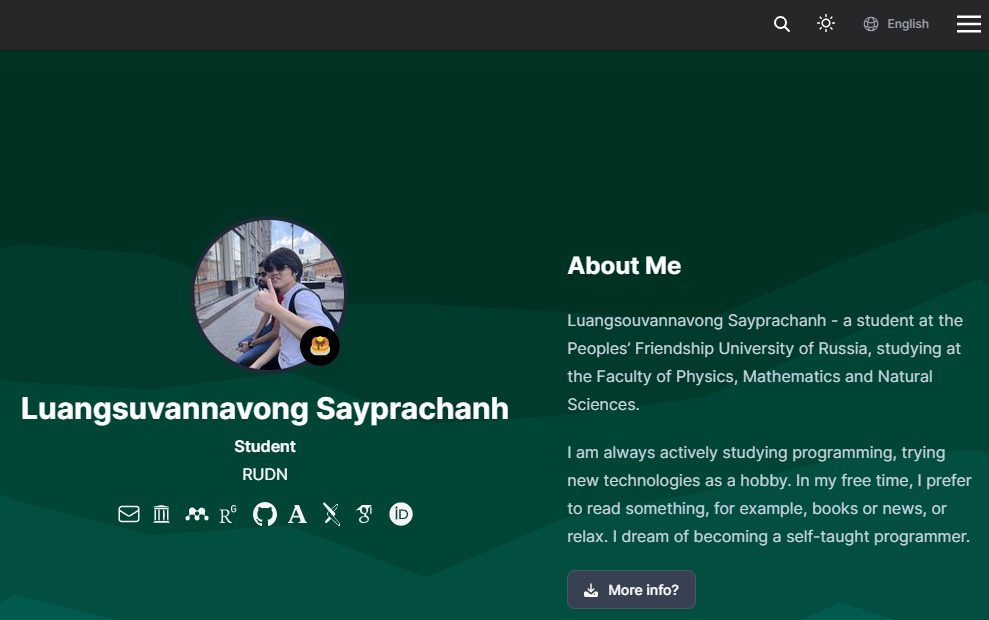 English
Luangsuvannavong Sayprachanh
Student
RUDN
About Me
Luangsouvannavong Sayprachanh - a student at the
Peoples’ Friendship University of Russia, studying at
the Faculty of Physics, Mathematics and Natural
Sciences.
I am always actively studying programming, trying
new technologies as a hobby. In my free time, I prefer
to read something, for example, books or news, or
relax. I dream of becoming a self-taught programmer.
More info?